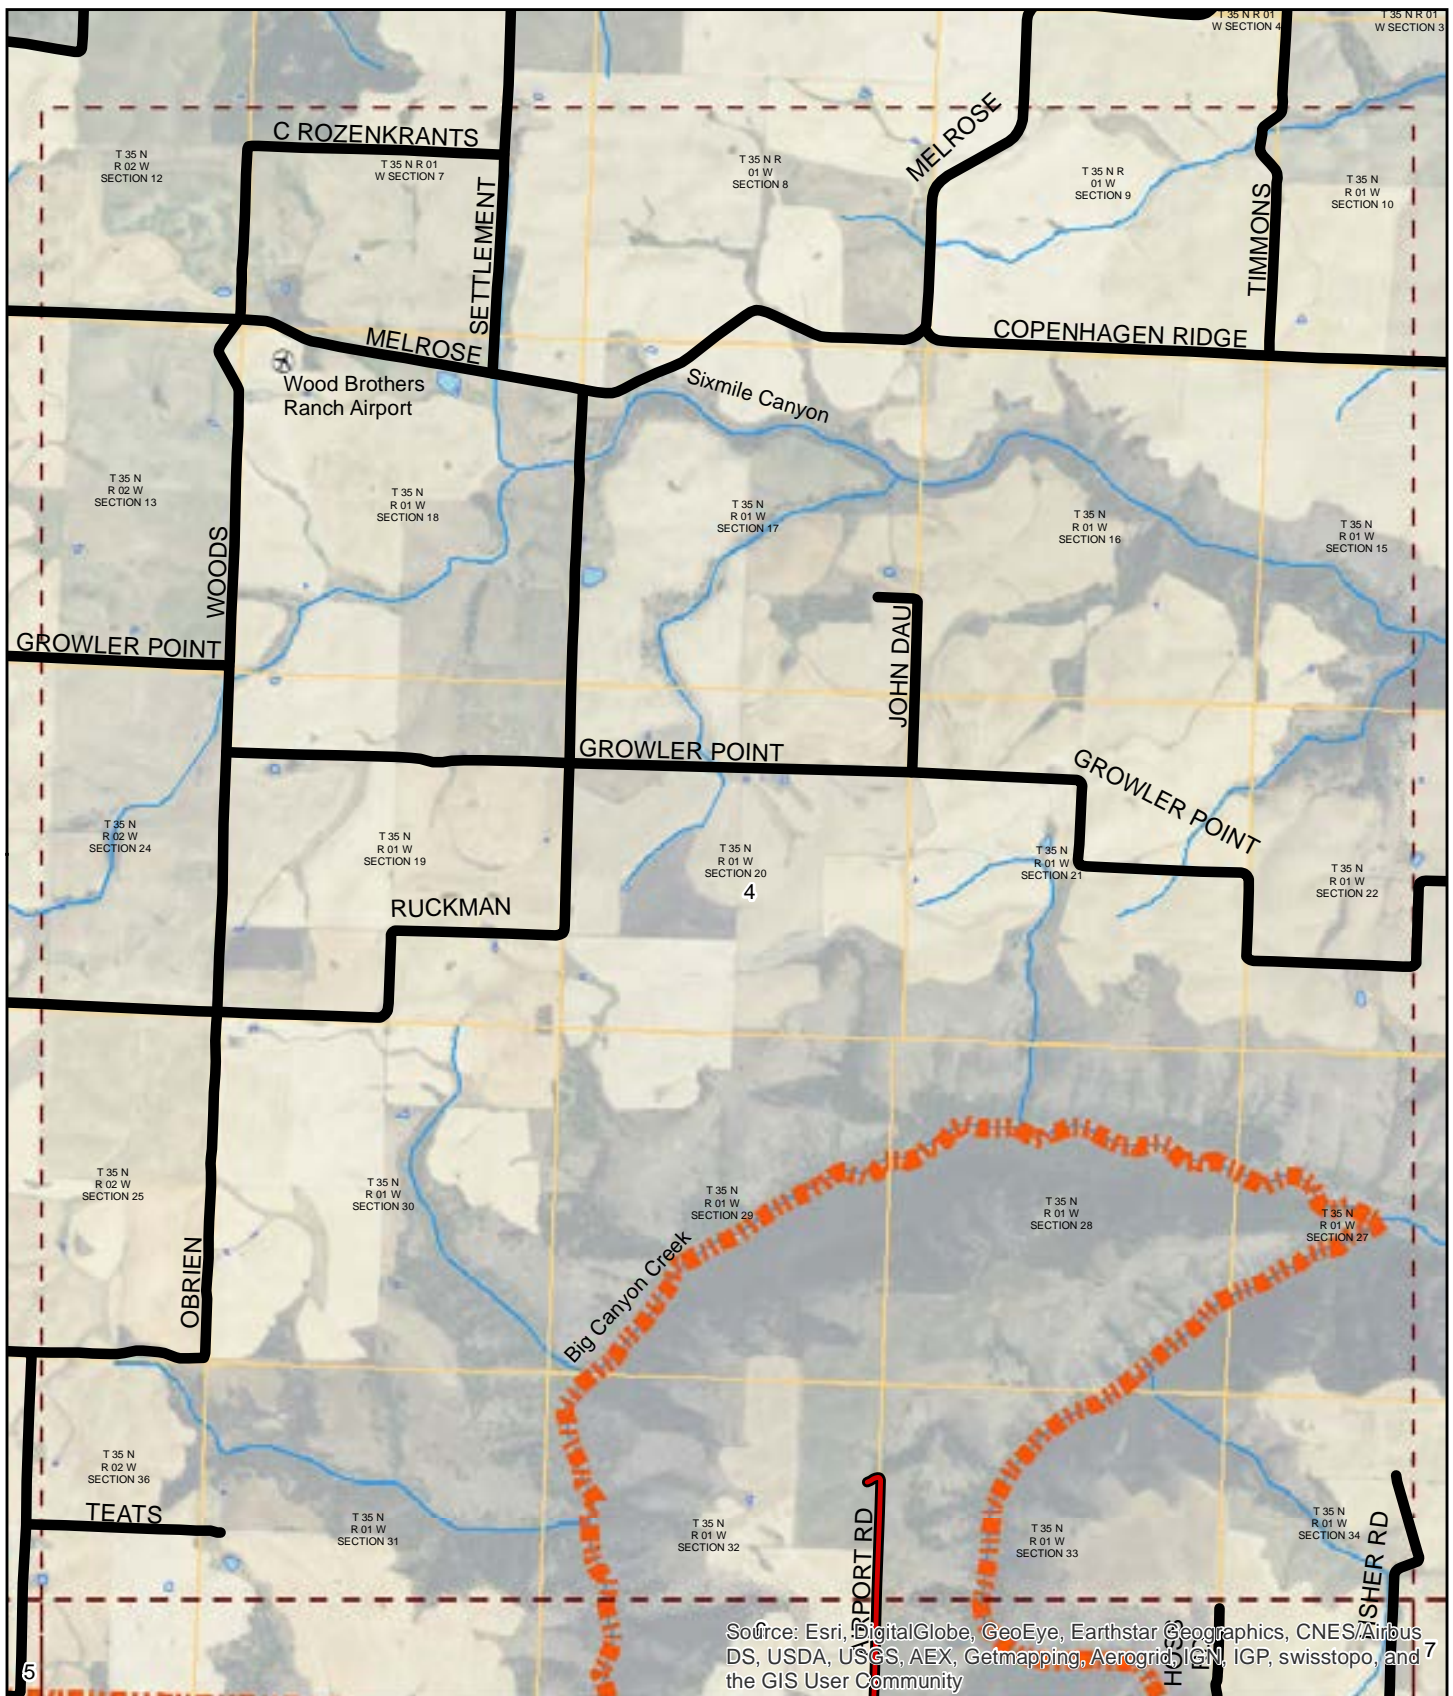 T 35 N R 01
W SECTION 4
T 35 N R 01
W SECTION 3
MELROSE
C ROZENKRANTS
T 35 N
R 02 W
SECTION 12
T 35 N R 01
W SECTION 7
T 35 N R
01 W
SECTION 8
T 35 N R
01 W
SECTION 9
T 35 N
R 01 W
SECTION 10
SETTLEMENT
TIMMONS
MELROSE
COPENHAGEN RIDGE
Wood Brothers
Ranch Airport
Sixmile Canyon
T 35 N
R 02 W
SECTION 13
T 35 N
R 01 W
SECTION 18
T 35 N
R 01 W
SECTION 17
T 35 N
R 01 W
SECTION 16
T 35 N
R 01 W
SECTION 15
WOODS
GROWLER POINT
JOHN DAU
GROWLER POINT
GROWLER POINT
T 35 N
R 02 W
SECTION 24
T 35 N
R 01 W
SECTION 19
T 35 N
R 01 W
SECTION 20
4
T 35 N
R 01 W
SECTION 21
T 35 N
R 01 W
SECTION 22
RUCKMAN
T 35 N
R 02 W
SECTION 25
T 35 N
R 01 W
SECTION 30
T 35 N
R 01 W
SECTION 29
T 35 N
R 01 W
SECTION 28
T 35 N
R 01 W
SECTION 27
OBRIEN
Big Canyon Creek
T 35 N
R 02 W
SECTION 36
TEATS
T 35 N
R 01 W
SECTION 31
T 35 N
R 01 W
SECTION 32
T 35 N
R 01 W
SECTION 33
T 35 N
R 01 W
SECTION 34
AIRPORT RD
FISHER RD
5
7
Source: Esri, DigitalGlobe, GeoEye, Earthstar Geographics, CNES/Airbus
DS, USDA, USGS, AEX, Getmapping, Aerogrid, IGN, IGP, swisstopo, and
the GIS User Community